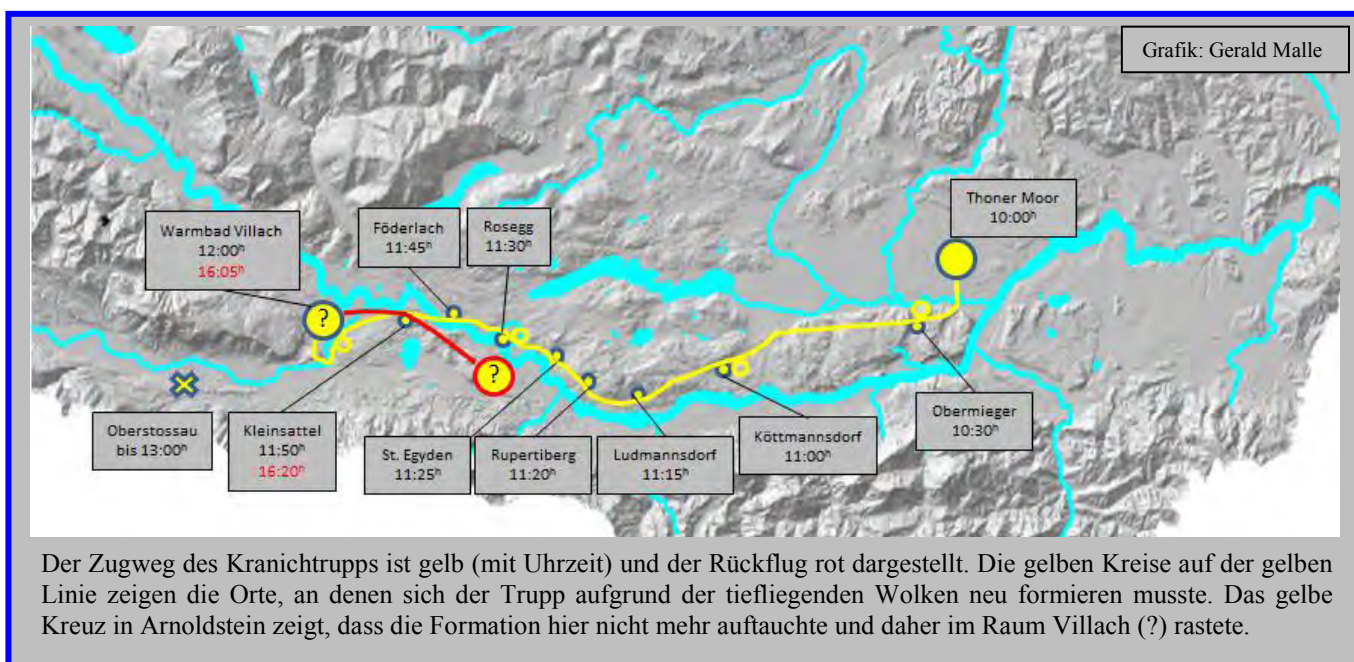 Grafik: Gerald Malle
Thoner Moor
10:00ʰ
Warmbad Villach
12:00ʰ
16:05ʰ
Föderlach
11:45ʰ
Rosegg
11:30ʰ
?
?
Oberstossau
bis 13:00ʰ
Kleinsattel
11:50ʰ
16:20ʰ
St. Egyden
11:25ʰ
Rupertiberg
11:20ʰ
Ludmannsdorf
11:15ʰ
Köttmannsdorf
11:00ʰ
Obermieger
10:30ʰ
Der Zugweg des Kranichtrupps ist gelb (mit Uhrzeit) und der Rückflug rot dargestellt. Die gelben Kreise auf der gelben
Linie zeigen die Orte, an denen sich der Trupp aufgrund der tiefliegenden Wolken neu formieren musste. Das gelbe
Kreuz in Arnoldstein zeigt, dass die Formation hier nicht mehr auftauchte und daher im Raum Villach (?) rastete.